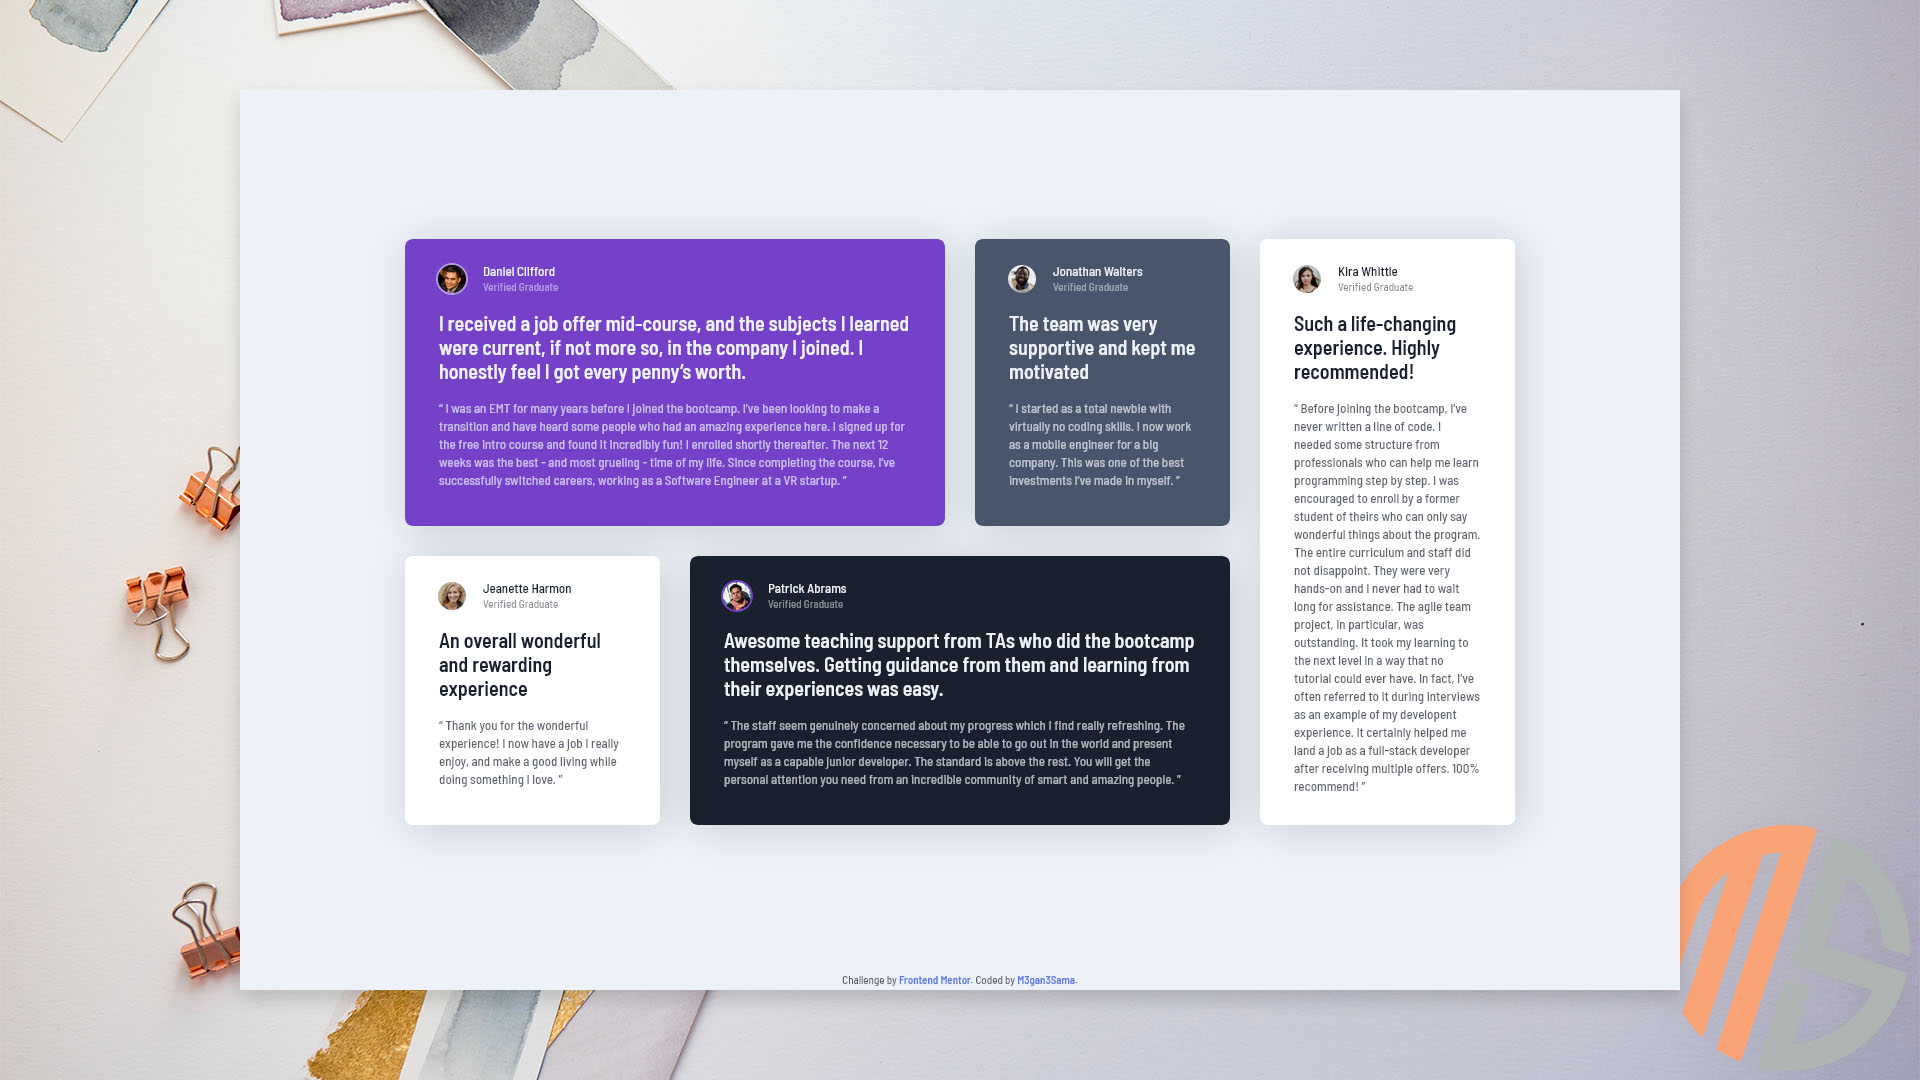 Daniel Clifford
Verified Graduate
I received a job offer mid-course, and the subjects I learned
were current, if not more so, in the company I joined. I
honestly feel I got every penny’s worth.
“ I was an EMT for many years before I joined the bootcamp. I’ve been looking to make a
transition and have heard some people who had an amazing experience here. I signed up for
the free intro course and found it incredibly fun! I enrolled shortly thereafter. The next 12
weeks was the best - and most grueling - time of my life. Since completing the course, I’ve
successfully switched careers, working as a Software Engineer at a VR startup. ”
Jonathan Walters
Verified Graduate
The team was very
supportive and kept me
motivated
“ I started as a total newbie with
virtually no coding skills. I now work
as a mobile engineer for a big
company. This was one of the best
investments I’ve made in myself. ”
Kira Whittle
Verified Graduate
Such a life-changing
experience. Highly
recommended!
“ Before joining the bootcamp, I’ve
never written a line of code. I
needed some structure from
professionals who can help me learn
programming step by step. I was
encouraged to enroll by a former
student of theirs who can only say
wonderful things about the program.
The entire curriculum and staff did
not disappoint. They were very
hands-on and I never had to wait
long for assistance. The agile team
project, in particular, was
outstanding. It took my learning to
the next level in a way that no
tutorial could ever have. In fact, I’ve
often referred to it during interviews
as an example of my developent
experience. It certainly helped me
land a job as a full-stack developer
after receiving multiple offers. 100%
recommend! ”
Jeanette Harmon
Verified Graduate
An overall wonderful
and rewarding
experience
“ Thank you for the wonderful
experience! I now have a job I really
enjoy, and make a good living while
doing something I love. ”
Patrick Abrams
Verified Graduate
Awesome teaching support from TAs who did the bootcamp
themselves. Getting guidance from them and learning from
their experiences was easy.
“ The staff seem genuinely concerned about my progress which I find really refreshing. The
program gave me the confidence necessary to be able to go out in the world and present
myself as a capable junior developer. The standard is above the rest. You will get the
personal attention you need from an incredible community of smart and amazing people. ”
Challenge by Frontend Mentor. Coded by M3gan3Sama.
MS